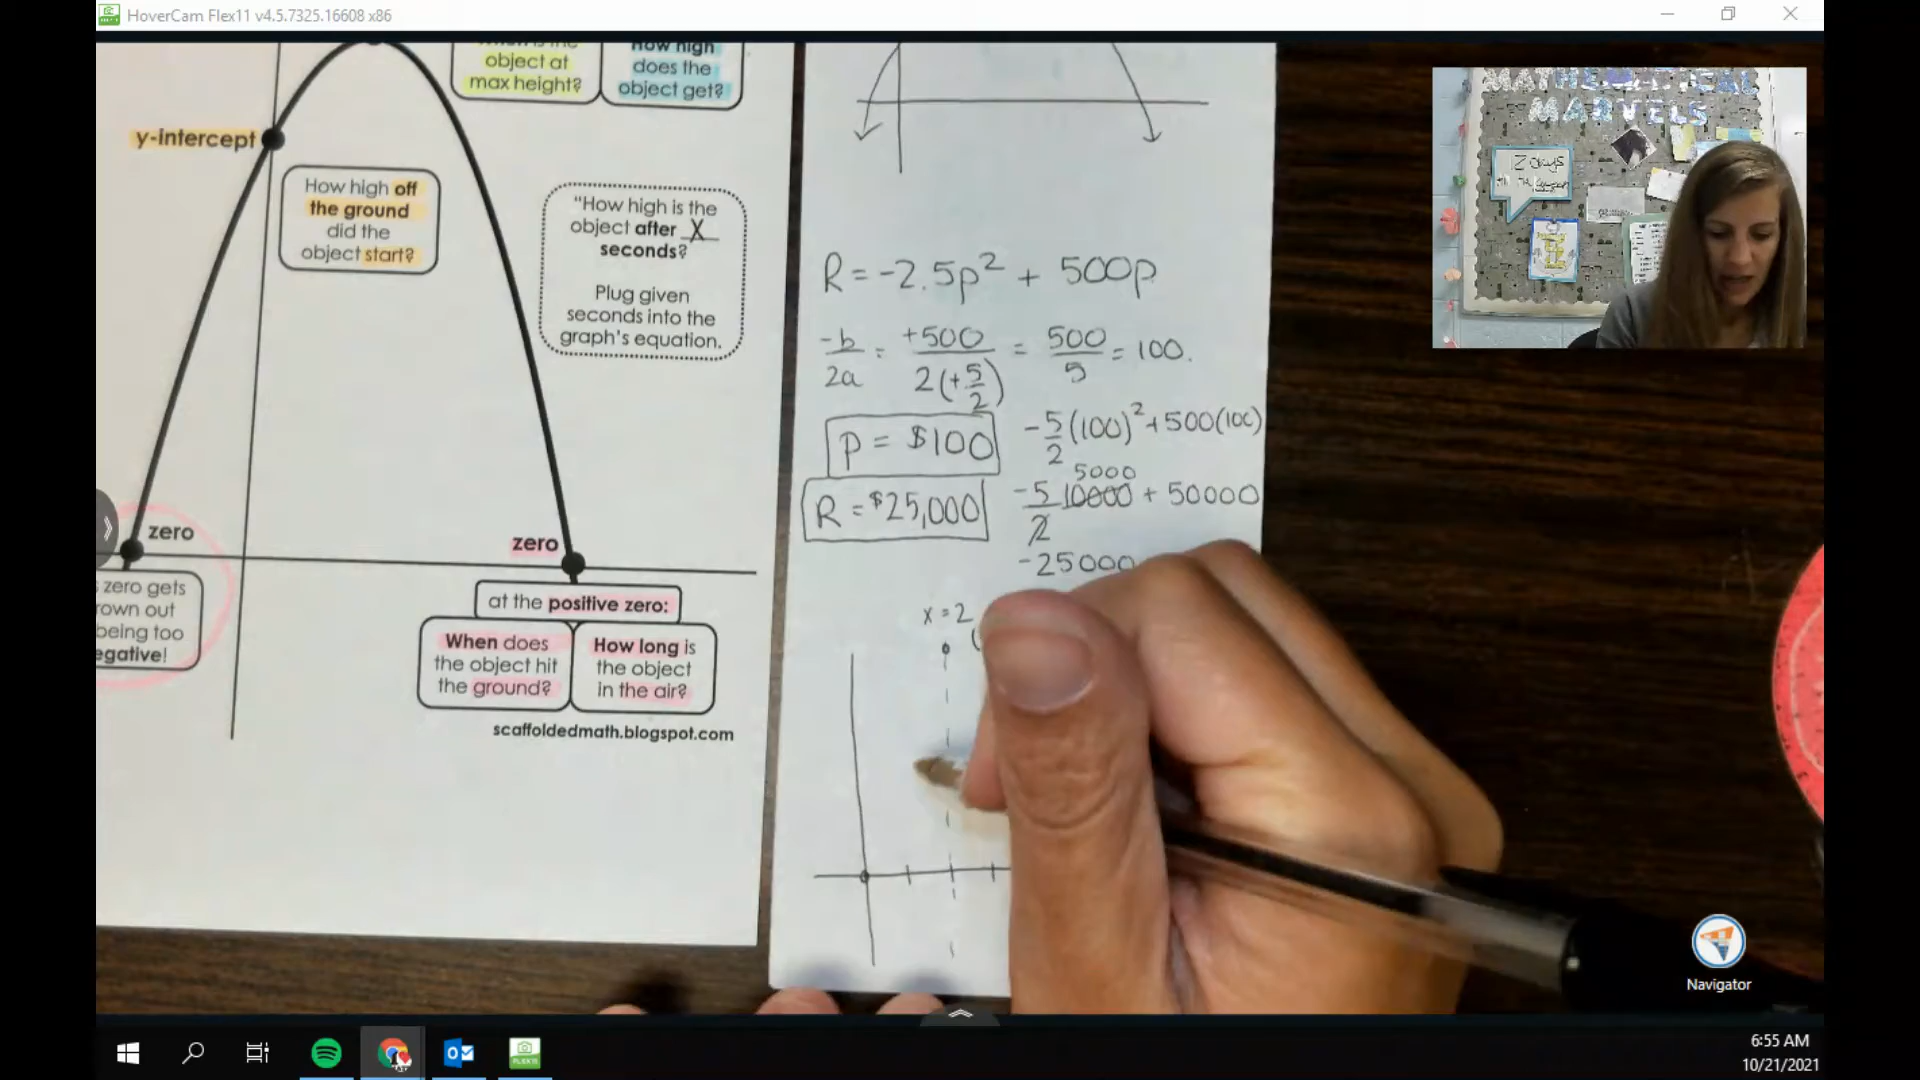 HoverCam Flex11 v4.5.7325.16608 x86
object at
max height?
How high
does the
object get?
y-intercept
How high off
the ground
did the
object start?
"How high is the
object after X
seconds?
Plug given
seconds into the
graph's equation.
zero
zero
zero gets
being too
at the positive zero:
When does
the object hit
the ground?
How long is
the object
in the air?
scaffoldedmath.blogspot.com
R = -2.5p² + 500p
-b/2a = +500/2(+5/2) = 500/5 = 100.
p = $100
-5/2(100)² + 500(100)
5000
R = $25,000
-5/2 10000 + 50000
-25000
x = 2
(
MATHEMATICAL
MARVELS
2 days
Navigator
FLEX11
6:55 AM
10/21/2021